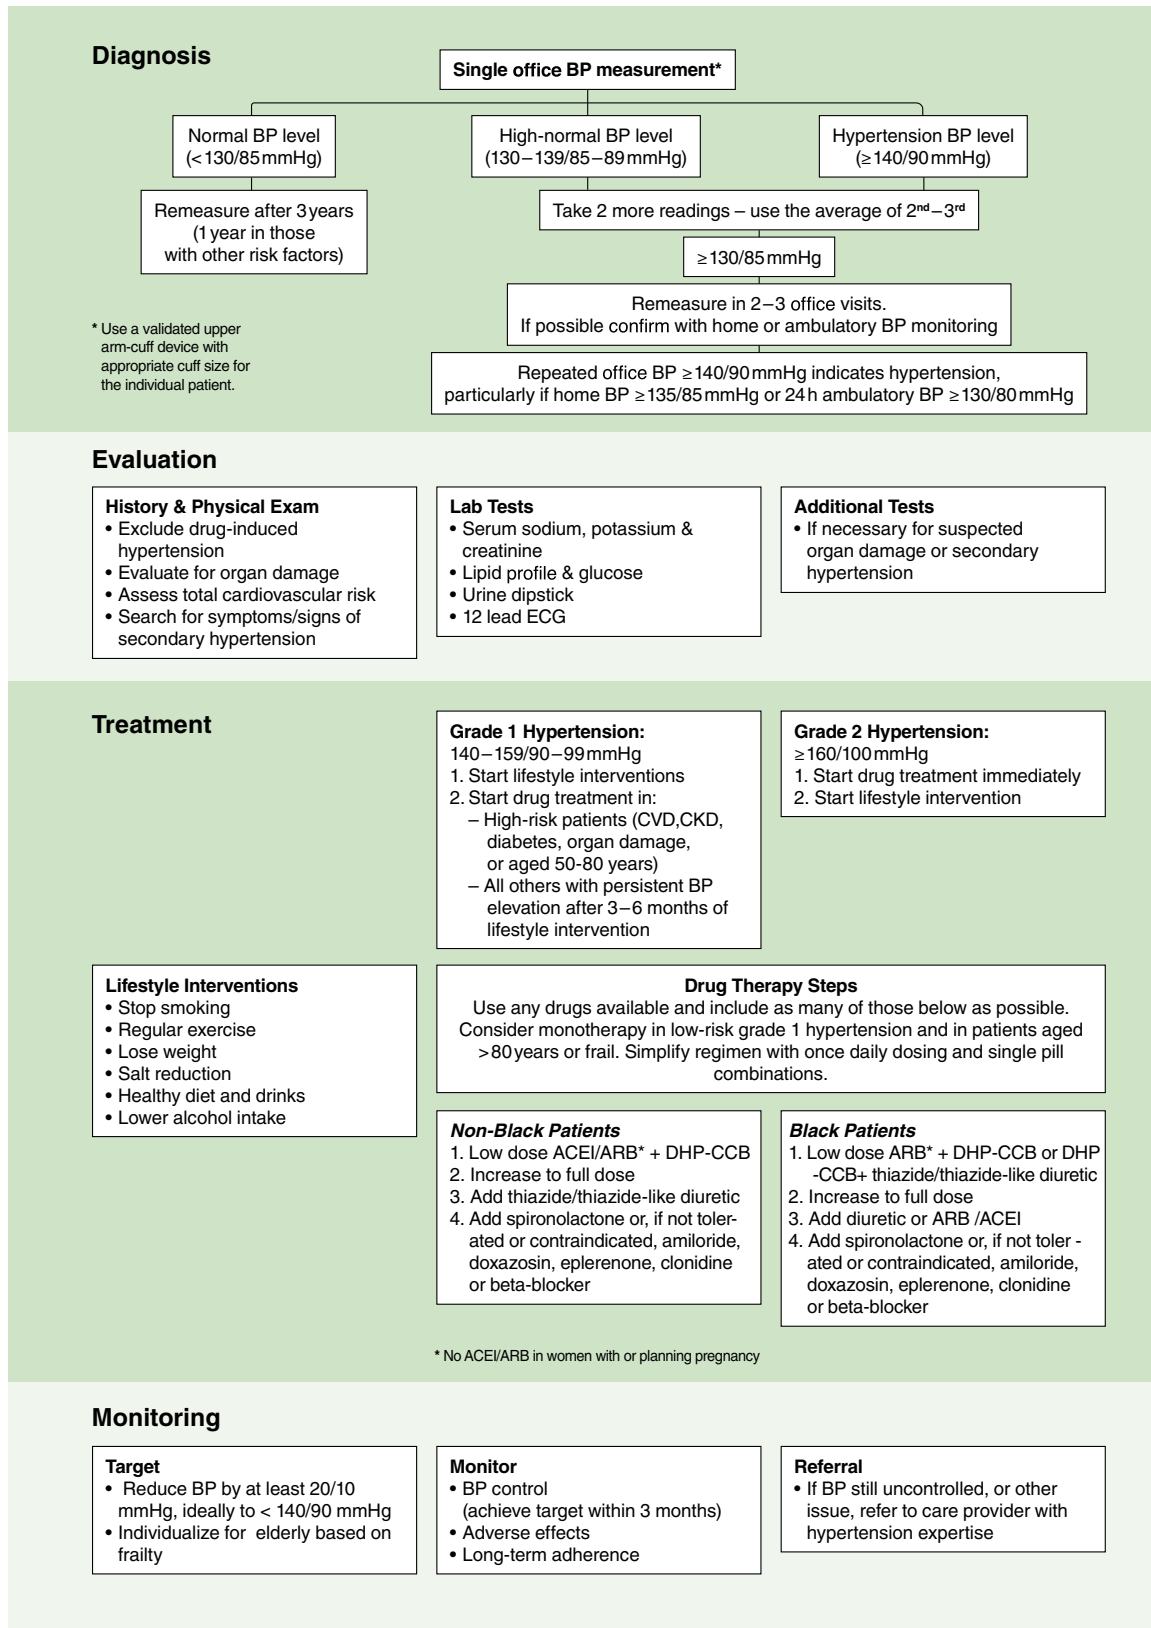 Diagnosis
Single office BP measurement*
Normal BP level
(<130/85 mmHg)
High-normal BP level
(130–139/85–89 mmHg)
Hypertension BP level
(≥140/90 mmHg)
Remeasure after 3 years
(1 year in those
with other risk factors)
Take 2 more readings – use the average of 2nd–3rd
≥130/85 mmHg
Remeasure in 2–3 office visits.
If possible confirm with home or ambulatory BP monitoring
Repeated office BP ≥140/90 mmHg indicates hypertension,
particularly if home BP ≥135/85 mmHg or 24 h ambulatory BP ≥130/80 mmHg
* Use a validated upper
arm-cuff device with
appropriate cuff size for
the individual patient.
Evaluation
History & Physical Exam
• Exclude drug-induced
hypertension
• Evaluate for organ damage
• Assess total cardiovascular risk
• Search for symptoms/signs of
secondary hypertension
Lab Tests
• Serum sodium, potassium &
creatinine
• Lipid profile & glucose
• Urine dipstick
• 12 lead ECG
Additional Tests
• If necessary for suspected
organ damage or secondary
hypertension
Treatment
Grade 1 Hypertension:
140–159/90–99 mmHg
1. Start lifestyle interventions
2. Start drug treatment in:
– High-risk patients (CVD,CKD,
diabetes, organ damage,
or aged 50-80 years)
– All others with persistent BP
elevation after 3–6 months of
lifestyle intervention
Grade 2 Hypertension:
≥160/100 mmHg
1. Start drug treatment immediately
2. Start lifestyle intervention
Lifestyle Interventions
• Stop smoking
• Regular exercise
• Lose weight
• Salt reduction
• Healthy diet and drinks
• Lower alcohol intake
Drug Therapy Steps
Use any drugs available and include as many of those below as possible.
Consider monotherapy in low-risk grade 1 hypertension and in patients aged
>80 years or frail. Simplify regimen with once daily dosing and single pill
combinations.
Non-Black Patients
1. Low dose ACEI/ARB* + DHP-CCB
2. Increase to full dose
3. Add thiazide/thiazide-like diuretic
4. Add spironolactone or, if not toler-
ated or contraindicated, amiloride,
doxazosin, eplerenone, clonidine
or beta-blocker
Black Patients
1. Low dose ARB* + DHP-CCB or DHP
-CCB+ thiazide/thiazide-like diuretic
2. Increase to full dose
3. Add diuretic or ARB /ACEI
4. Add spironolactone or, if not toler -
ated or contraindicated, amiloride,
doxazosin, eplerenone, clonidine
or beta-blocker
* No ACEI/ARB in women with or planning pregnancy
Monitoring
Target
• Reduce BP by at least 20/10
mmHg, ideally to < 140/90 mmHg
• Individualize for elderly based on
frailty
Monitor
• BP control
(achieve target within 3 months)
• Adverse effects
• Long-term adherence
Referral
• If BP still uncontrolled, or other
issue, refer to care provider with
hypertension expertise